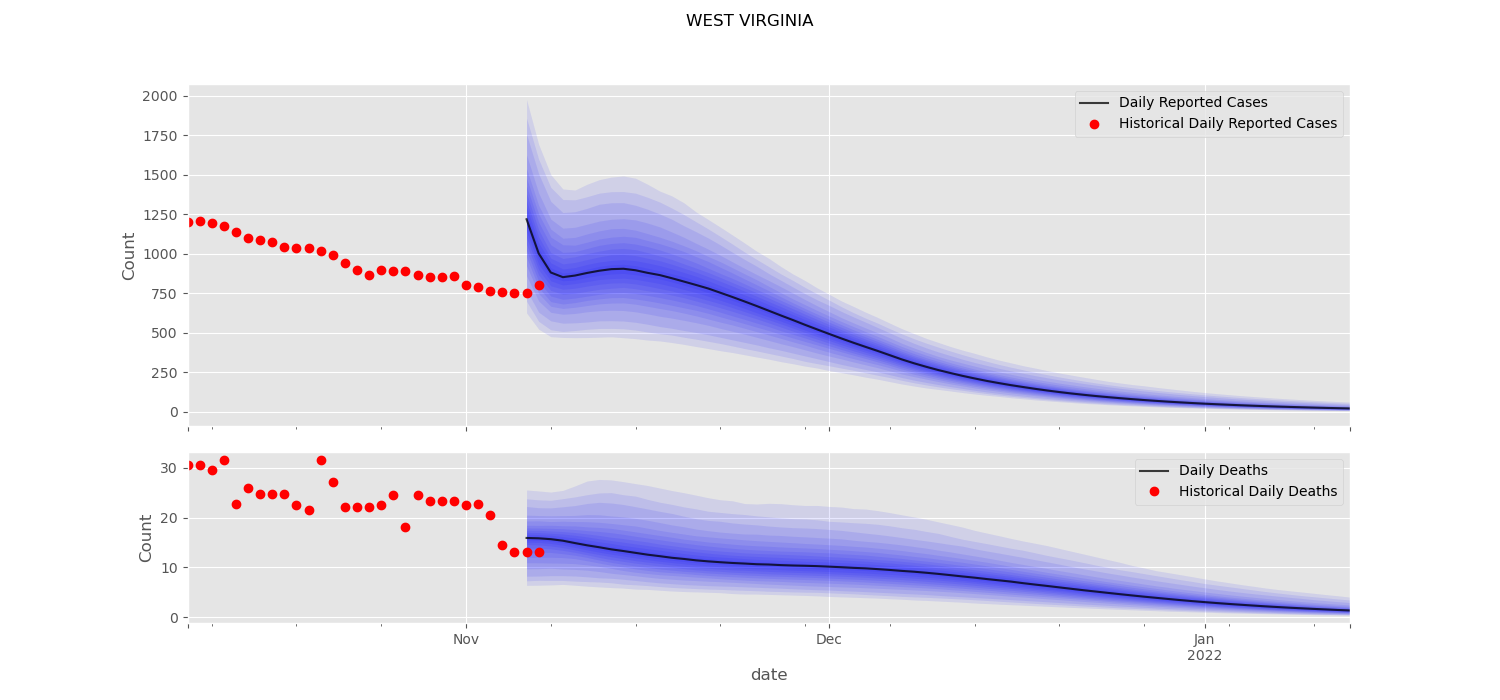 WEST VIRGINIA
Count
2000
1750
1500
1250
1000
750
500
250
0
Daily Reported Cases
Historical Daily Reported Cases
Count
30
20
10
0
Daily Deaths
Historical Daily Deaths
Nov
Dec
Jan
2022
date